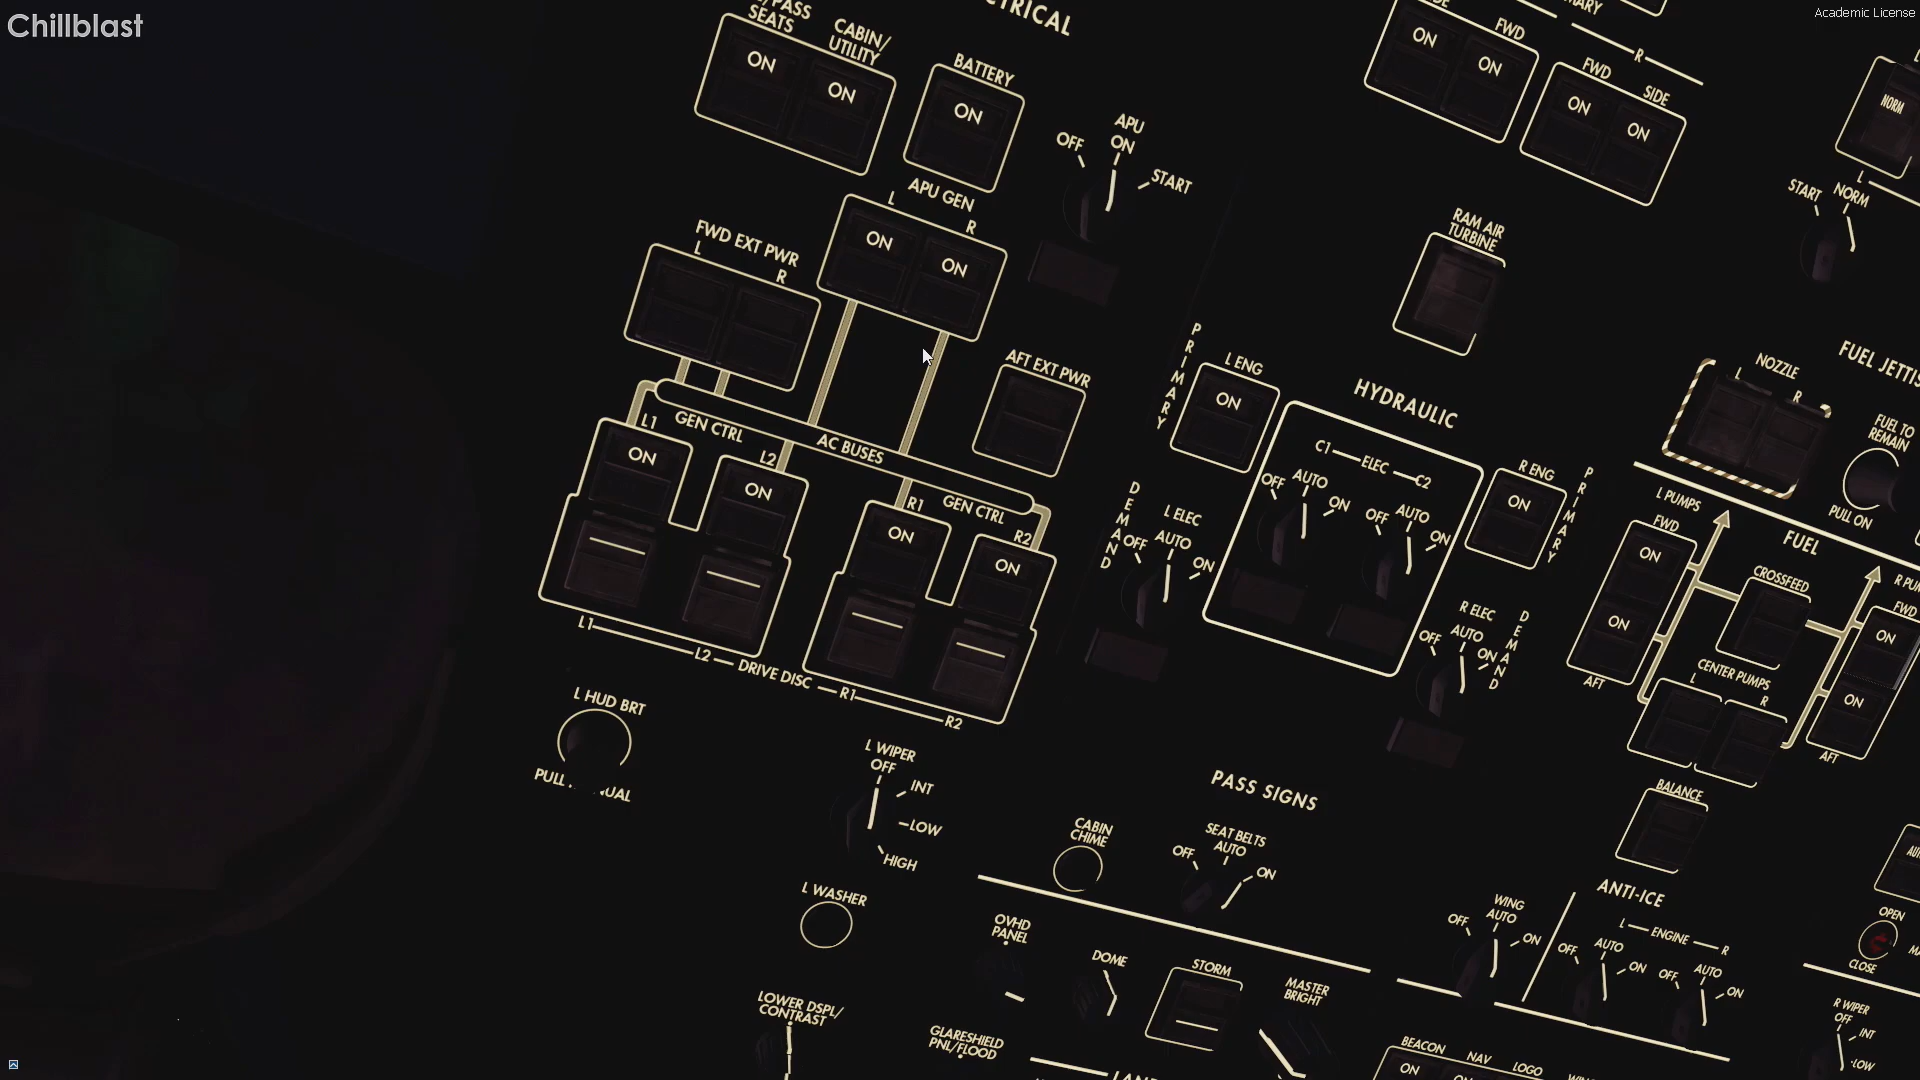 Chillblast
Academic License
ELECTRICAL
PASS
SEATS
CABIN/
UTILITY
ON
ON
BATTERY
ON
APU
OFF
ON
START
APU GEN
L
R
ON
ON
FWD EXT PWR
L
R
AFT EXT PWR
AC BUSES
L1
GEN CTRL
L2
ON
ON
R1
GEN CTRL
R2
ON
ON
L1
L2
DRIVE DISC
R1
R2
L HUD BRT
L WIPER
OFF
INT
LOW
HIGH
L WASHER
LOWER DSPL/
CONTRAST
OVHD
PANEL
GLARESHIELD
PNL/FLOOD
DOME
STORM
MASTER
BRIGHT
CABIN
CHIME
PASS SIGNS
SEAT BELTS
OFF
AUTO
ON
SIDE
FWD
ON
ON
R
FWD
SIDE
ON
ON
RAM AIR
TURBINE
NORM
L
START
NORM
HYDRAULIC
PRIMARY
L ENG
ON
C1
ELEC
C2
OFF
AUTO
ON
OFF
AUTO
ON
R ENG
ON
PRIMARY
DEMAND
L ELEC
OFF
AUTO
ON
R ELEC
OFF
AUTO
ON
DEMAND
NOZZLE
L
R
FUEL TO
REMAIN
PULL ON
L PUMPS
FWD
ON
ON
AFT
FUEL
CROSSFEED
CENTER PUMPS
L
R
FWD
ON
ON
AFT
BALANCE
ANTI-ICE
WING
OFF
AUTO
ON
L
ENGINE
R
OFF
AUTO
ON
OFF
AUTO
ON
OPEN
CLOSE
R WIPER
OFF
INT
LOW
BEACON
NAV
LOGO
ON